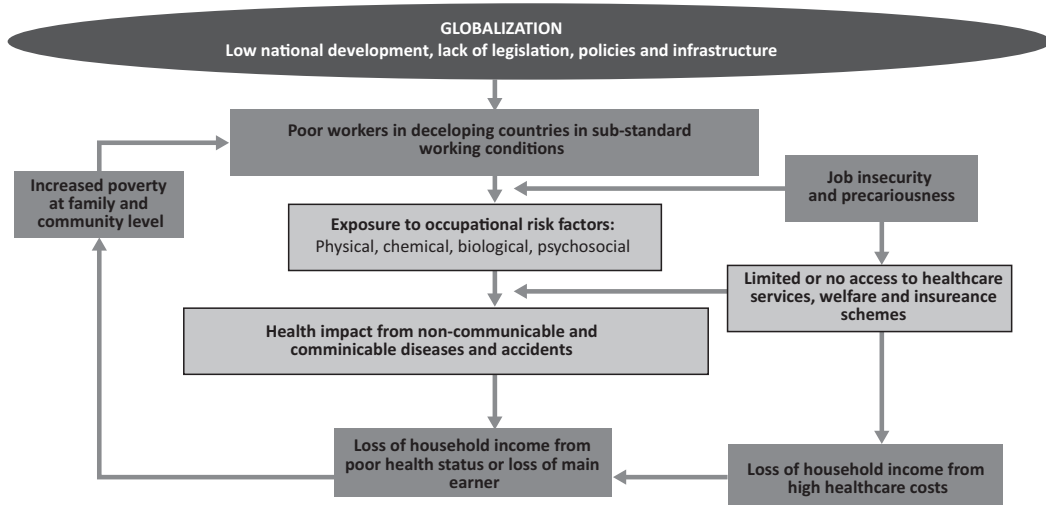 GLOBALIZATION
Low national development, lack of legislation, policies and infrastructure
Poor workers in developing countries in sub-standard
working conditions
Increased poverty
at family and
community level
Job insecurity
and precariousness
Exposure to occupational risk factors:
Physical, chemical, biological, psychosocial
Limited or no access to healthcare
services, welfare and insureance
schemes
Health impact from non-communicable and
comminicable diseases and accidents
Loss of household income from
poor health status or loss of main
earner
Loss of household income from
high healthcare costs